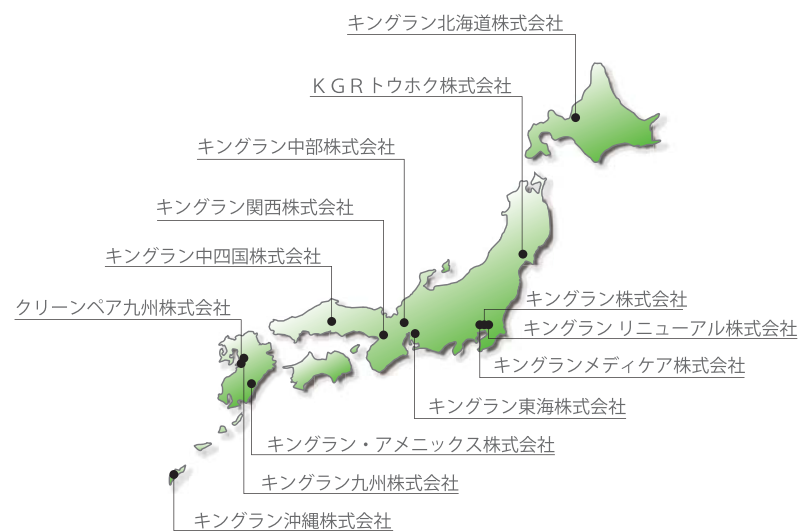 キングラン北海道株式会社
ＫＧＲトウホク株式会社
キングラン中部株式会社
キングラン関西株式会社
キングラン中四国株式会社
クリーンペア九州株式会社
キングラン株式会社
キングラン リニューアル株式会社
キングランメディケア株式会社
キングラン東海株式会社
キングラン・アメニックス株式会社
キングラン九州株式会社
キングラン沖縄株式会社